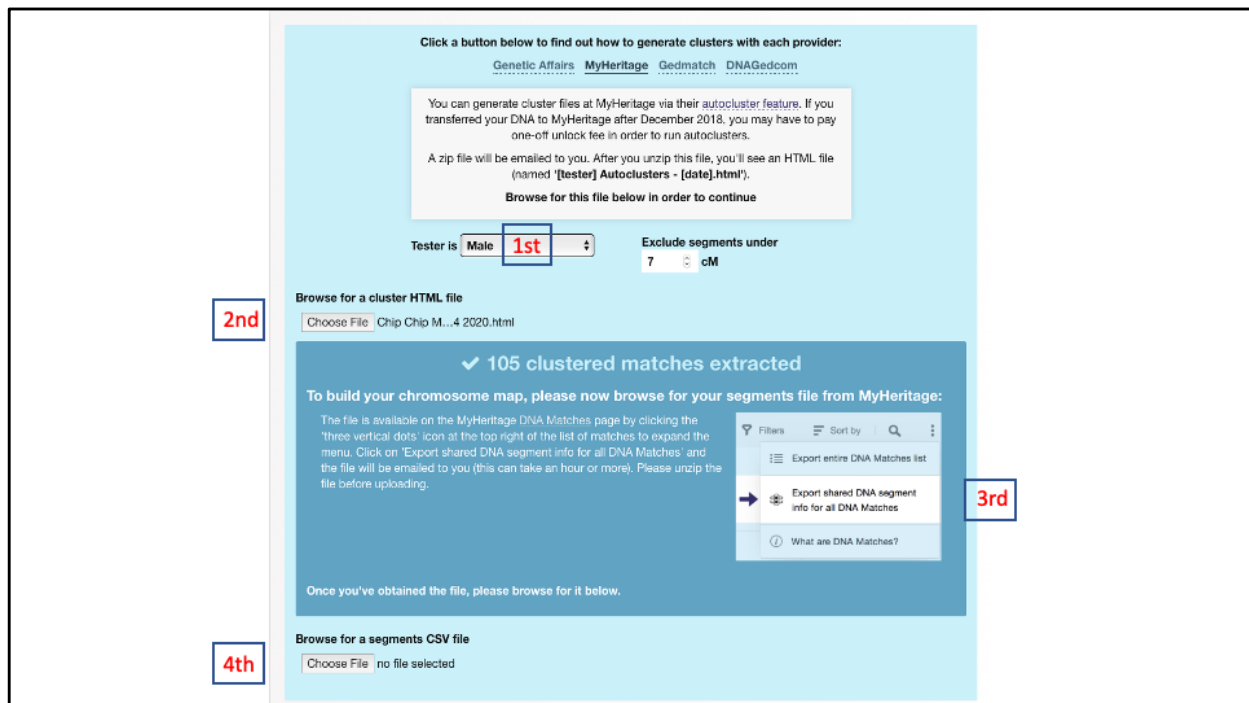 Click a button below to find out how to generate clusters with each provider:
Genetic Affairs MyHeritage Gedmatch DNAGedcom
You can generate cluster files at MyHeritage via their autocluster feature. If you
transferred your DNA to MyHeritage after December 2018, you may have to pay
one-off unlock fee in order to run autoclusters.
A zip file will be emailed to you. After you unzip this file, you'll see an HTML file
(named '[tester] Autoclusters - [date].html').
Browse for this file below in order to continue
Tester is Male 1st
Exclude segments under
7 cM
Browse for a cluster HTML file
2nd
Choose File Chip Chip M...4 2020.html
✓ 105 clustered matches extracted
To build your chromosome map, please now browse for your segments file from MyHeritage:
The file is available on the MyHeritage DNA Matches page by clicking the
'three vertical dots' icon at the top right of the list of matches to expand the
menu. Click on 'Export shared DNA segment info for all DNA Matches' and
the file will be emailed to you (this can take an hour or more). Please unzip the
file before uploading.
Filters Sort by
Export entire DNA Matches list
Export shared DNA segment
info for all DNA Matches
What are DNA Matches?
3rd
Once you've obtained the file, please browse for it below.
Browse for a segments CSV file
4th
Choose File no file selected